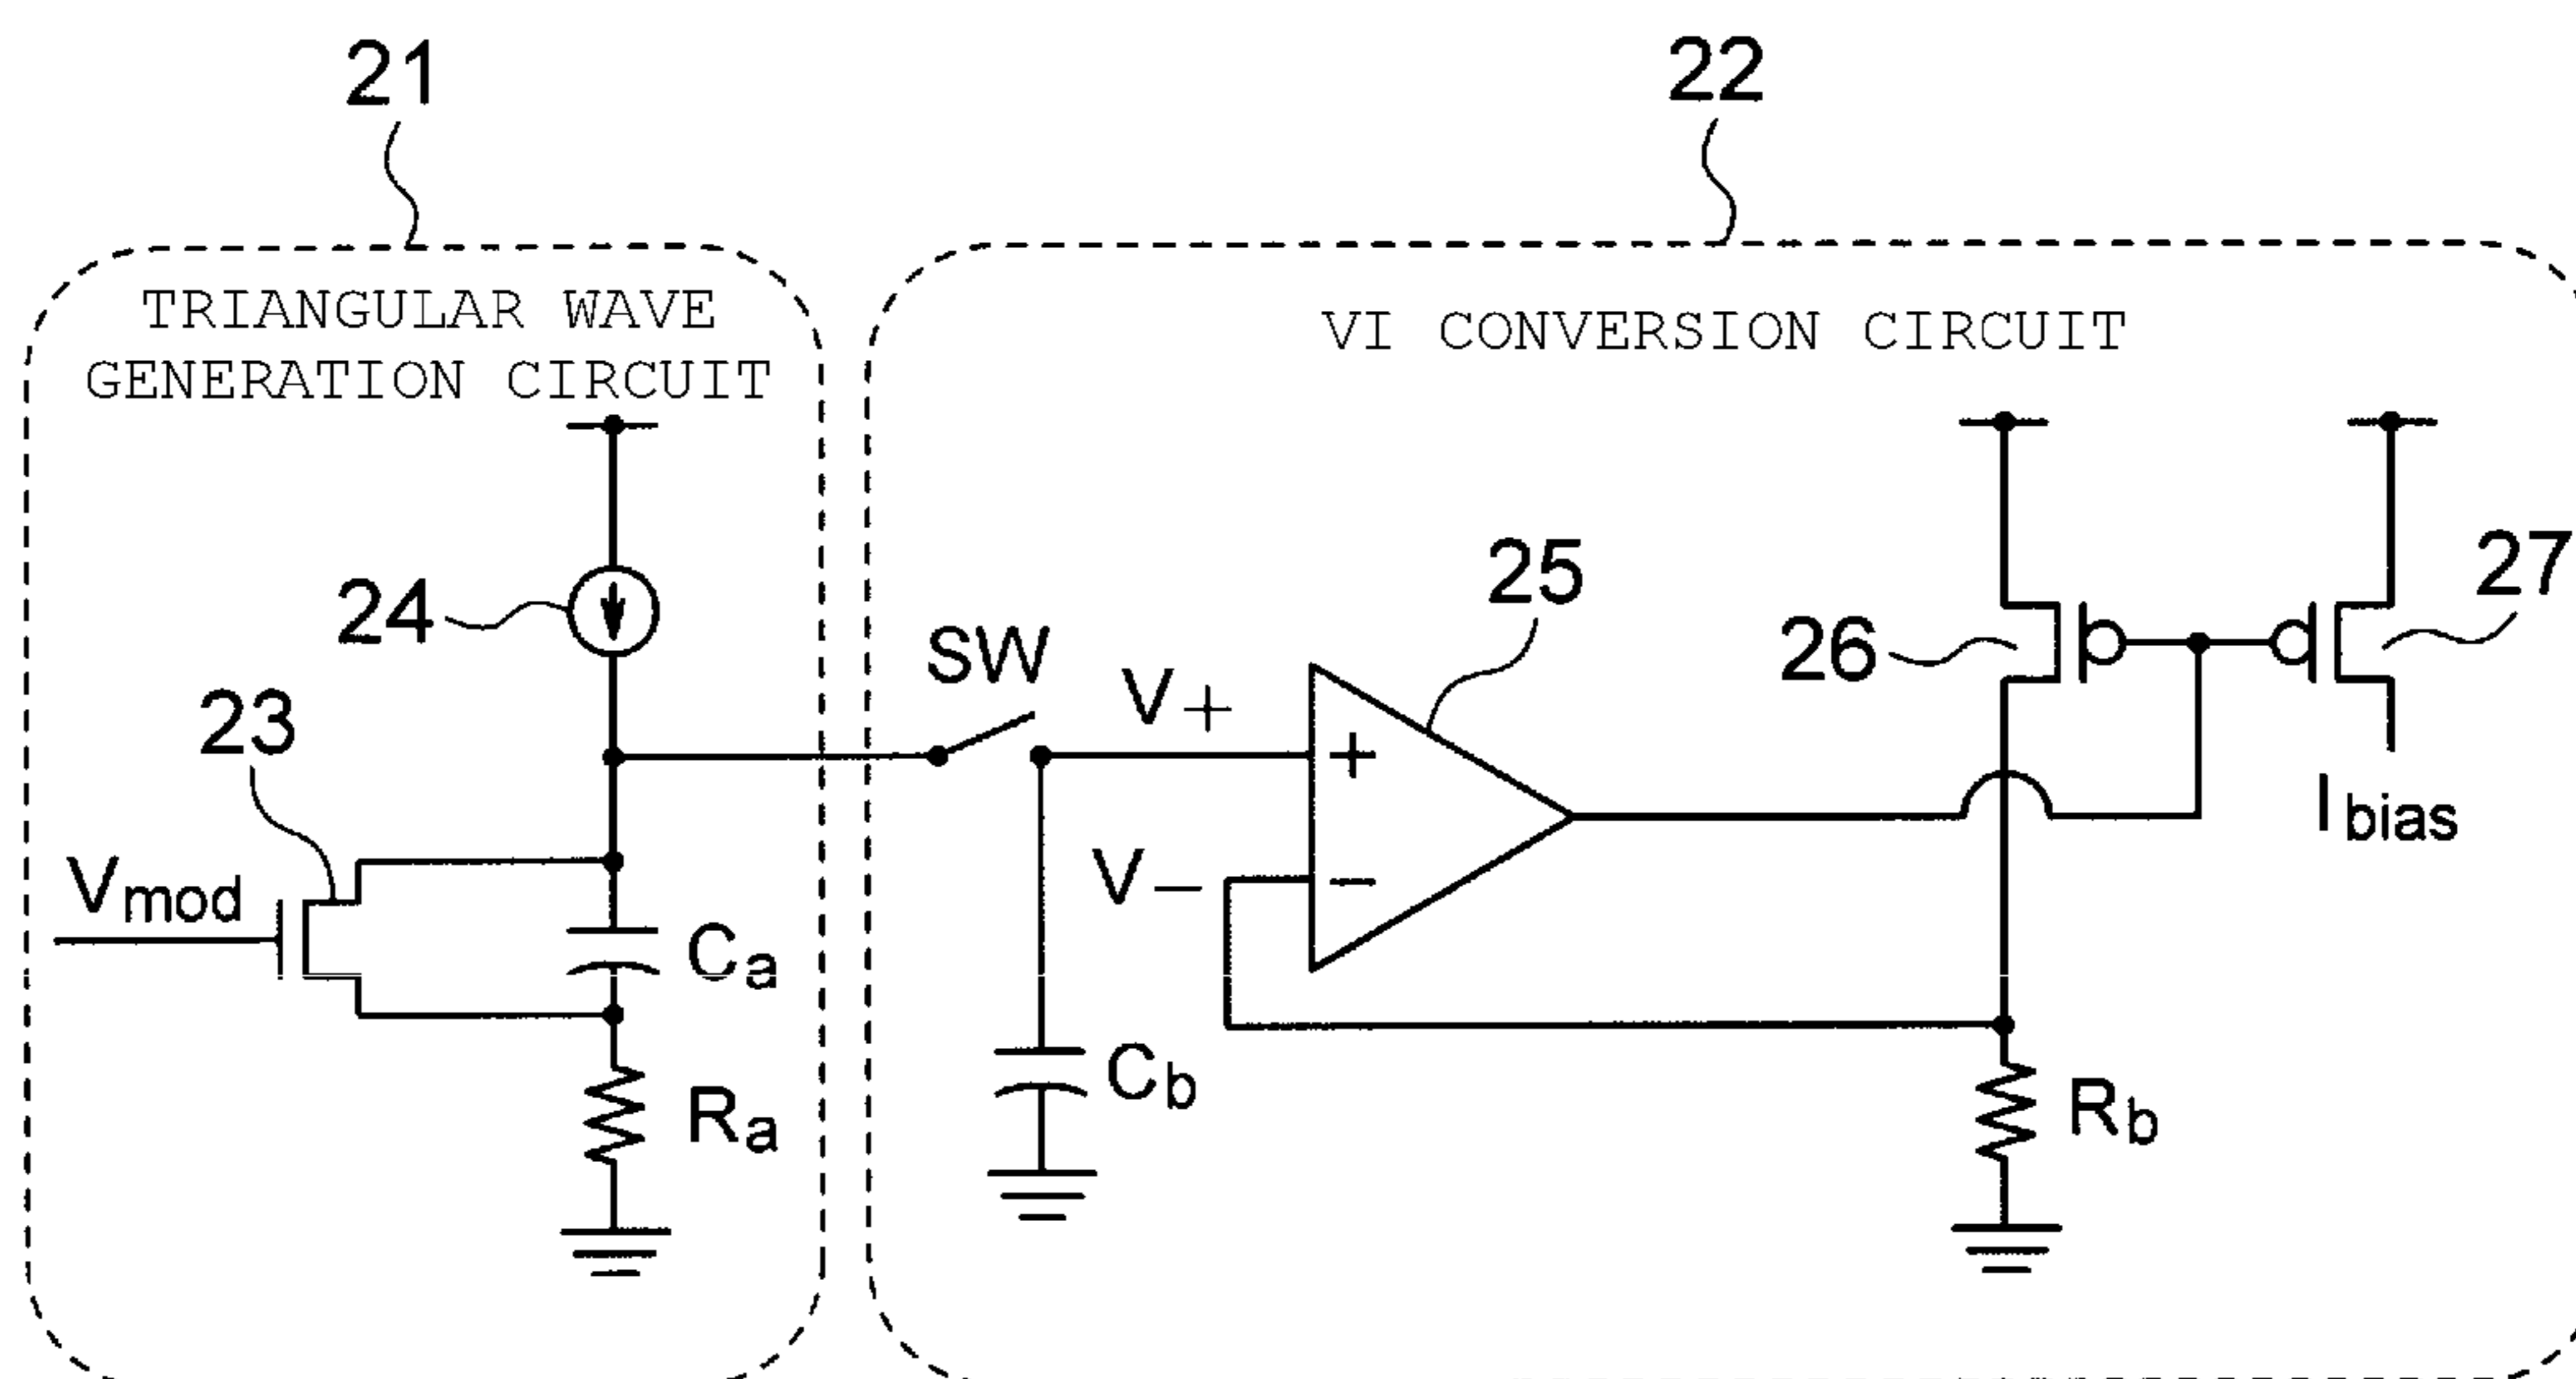 21
22
TRIANGULAR WAVE
GENERATION CIRCUIT
VI CONVERSION CIRCUIT
24
23
Vmod
Ca
Ra
SW
V+
V−
25
Cb
26
27
Ibias
Rb
+
−